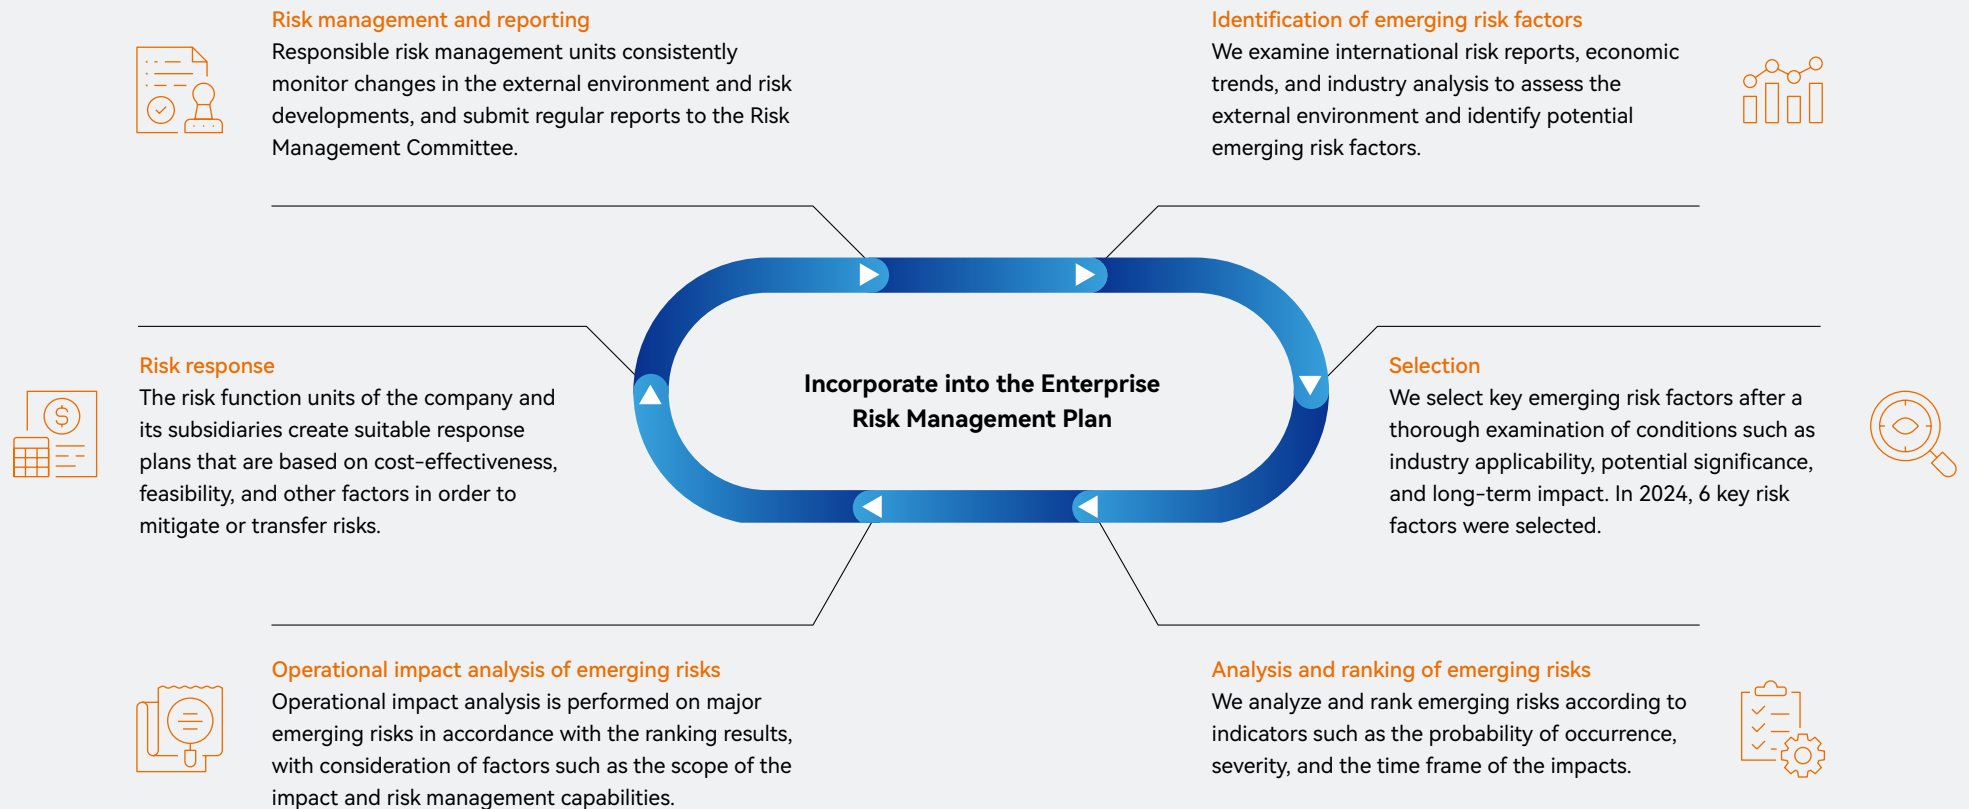 Risk management and reporting
Responsible risk management units consistently
monitor changes in the external environment and risk
developments, and submit regular reports to the Risk
Management Committee.
Identification of emerging risk factors
We examine international risk reports, economic
trends, and industry analysis to assess the
external environment and identify potential
emerging risk factors.
Risk response
The risk function units of the company and
its subsidiaries create suitable response
plans that are based on cost-effectiveness,
feasibility, and other factors in order to
mitigate or transfer risks.
Incorporate into the Enterprise
Risk Management Plan
Selection
We select key emerging risk factors after a
thorough examination of conditions such as
industry applicability, potential significance,
and long-term impact. In 2024, 6 key risk
factors were selected.
Operational impact analysis of emerging risks
Operational impact analysis is performed on major
emerging risks in accordance with the ranking results,
with consideration of factors such as the scope of the
impact and risk management capabilities.
Analysis and ranking of emerging risks
We analyze and rank emerging risks according to
indicators such as the probability of occurrence,
severity, and the time frame of the impacts.